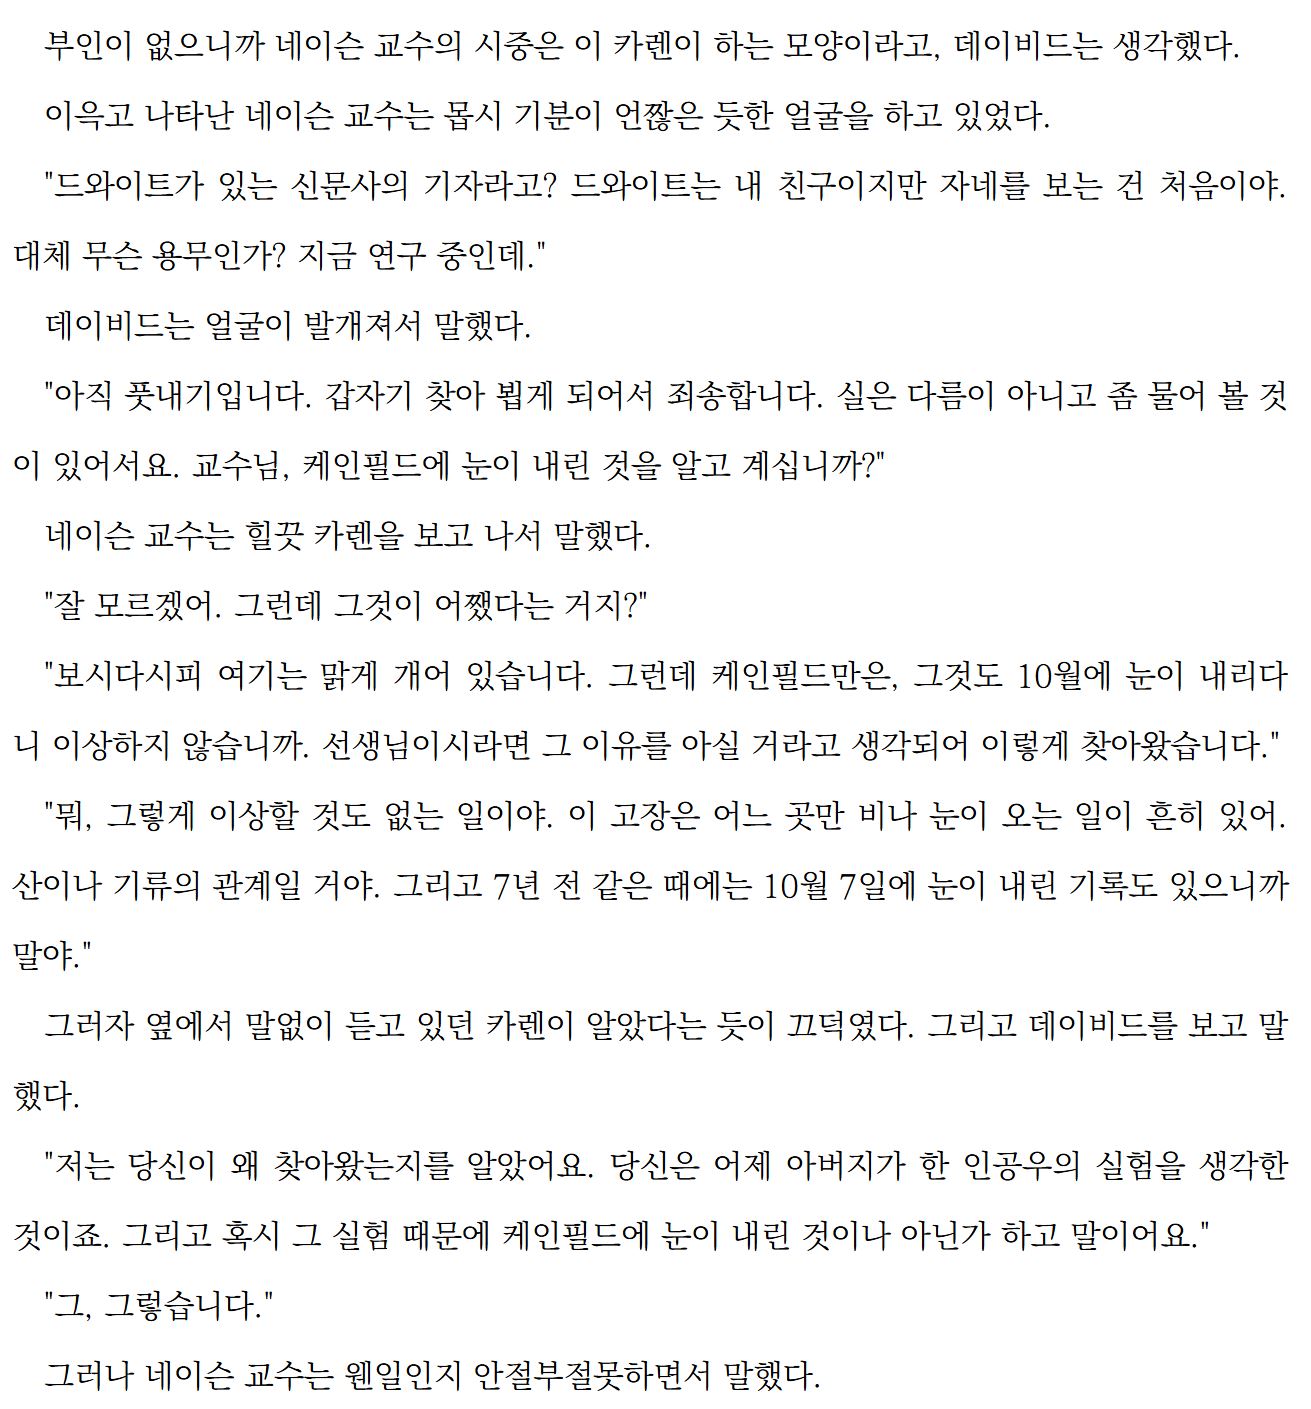 부인이 없으니까 네이슨 교수의 시중은 이 카렌이 하는 모양이라고, 데이비드는 생각했다.
이윽고 나타난 네이슨 교수는 몹시 기분이 언짢은 듯한 얼굴을 하고 있었다.
"드와이트가 있는 신문사의 기자라고? 드와이트는 내 친구이지만 자네를 보는 건 처음이야.
대체 무슨 용무인가? 지금 연구 중인데."
데이비드는 얼굴이 발개져서 말했다.
"아직 풋내기입니다. 갑자기 찾아 뵙게 되어서 죄송합니다. 실은 다름이 아니고 좀 물어 볼 것
이 있어서요. 교수님, 케인필드에 눈이 내린 것을 알고 계십니까?"
네이슨 교수는 힐끗 카렌을 보고 나서 말했다.
"잘 모르겠어. 그런데 그것이 어쨌다는 거지?"
"보시다시피 여기는 맑게 개어 있습니다. 그런데 케인필드만은, 그것도 10월에 눈이 내리다
니 이상하지 않습니까. 선생님이시라면 그 이유를 아실 거라고 생각되어 이렇게 찾아왔습니다."
"뭐, 그렇게 이상할 것도 없는 일이야. 이 고장은 어느 곳만 비나 눈이 오는 일이 흔히 있어.
산이나 기류의 관계일 거야. 그리고 7년 전 같은 때에는 10월 7일에 눈이 내린 기록도 있으니까
말야."
그러자 옆에서 말없이 듣고 있던 카렌이 알았다는 듯이 끄덕였다. 그리고 데이비드를 보고 말
했다.
"저는 당신이 왜 찾아왔는지를 알았어요. 당신은 어제 아버지가 한 인공우의 실험을 생각한
것이죠. 그리고 혹시 그 실험 때문에 케인필드에 눈이 내린 것이나 아닌가 하고 말이어요."
"그, 그렇습니다."
그러나 네이슨 교수는 웬일인지 안절부절못하면서 말했다.